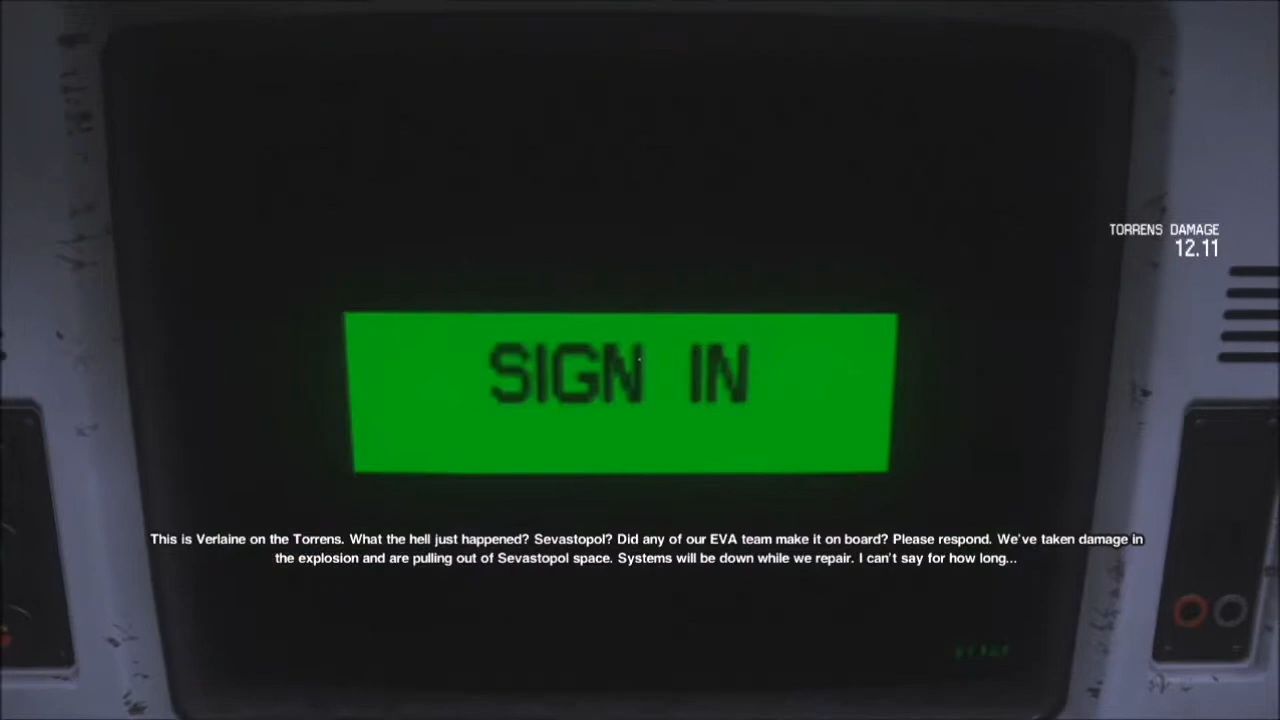 TORRENS DAMAGE
12.11
SIGN IN
This is Verlaine on the Torrens. What the hell just happened? Sevastopol? Did any of our EVA team make it on board? Please respond. We've taken damage in
the explosion and are pulling out of Sevastopol space. Systems will be down while we repair. I can't say for how long...